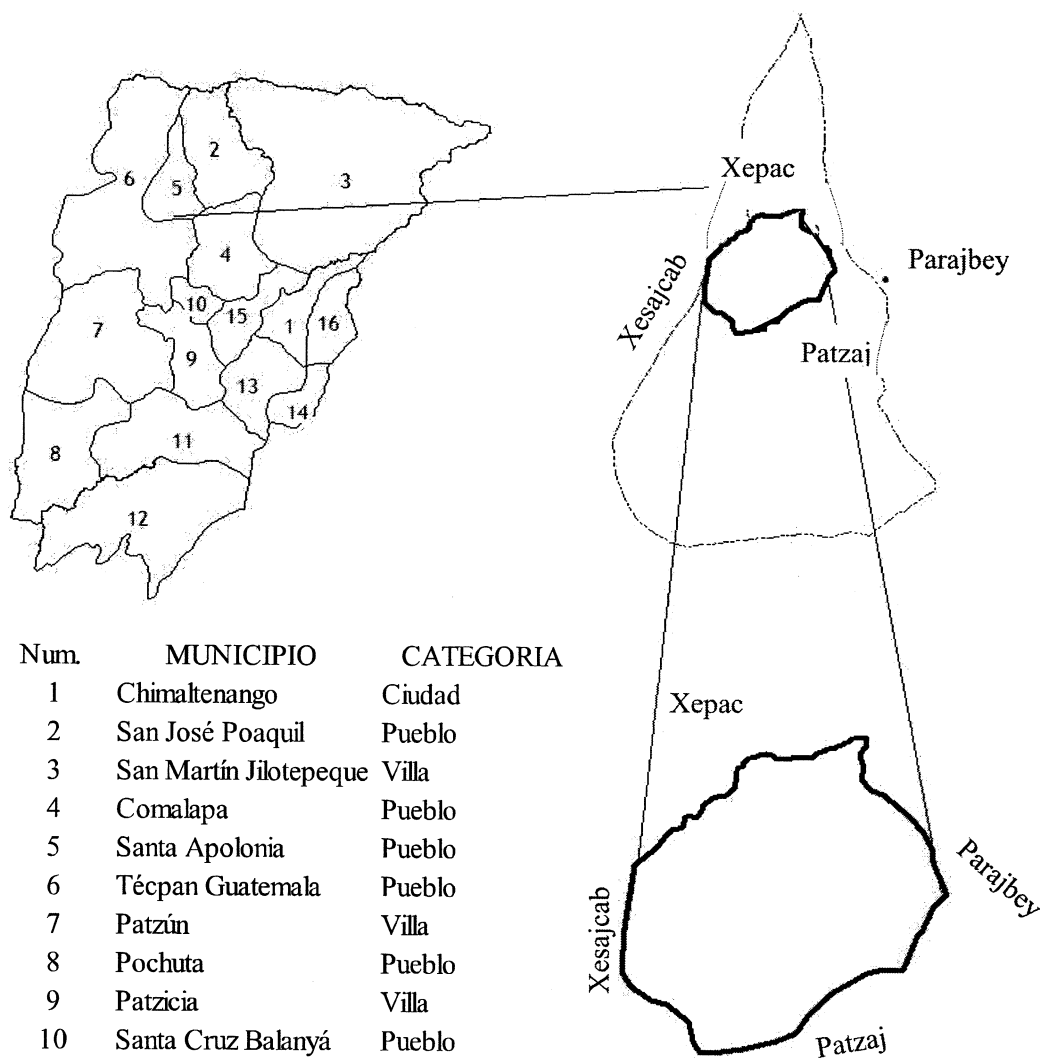 2
6
5
3
4
10
7
15
1
16
9
13
14
8
11
12
Xepac
Xesajcab
Parajbey
Patzaj
Num. MUNICIPIO CATEGORIA
1 Chimaltenango Ciudad
2 San José Poaquil Pueblo
3 San Martín Jilotepeque Villa
4 Comalapa Pueblo
5 Santa Apolonia Pueblo
6 Técpan Guatemala Pueblo
7 Patzún Villa
8 Pochuta Pueblo
9 Patzicia Villa
10 Santa Cruz Balanyá Pueblo
Xepac
Xesajcab
Parajbey
Patzaj